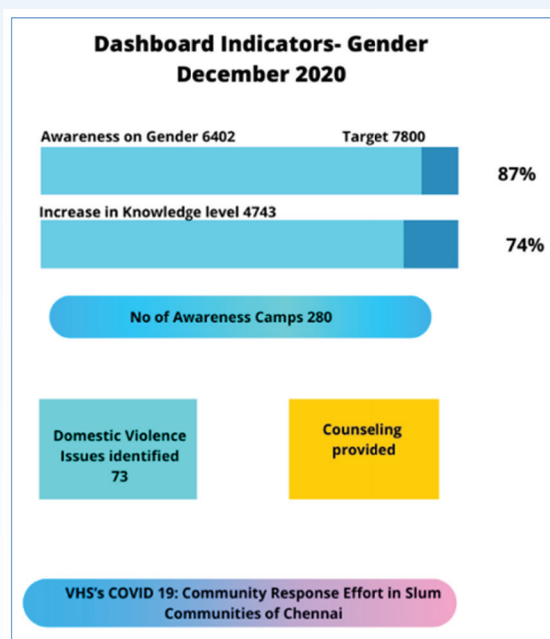 Dashboard Indicators- Gender
December 2020
Awareness on Gender 6402 Target 7800
87%
Increase in Knowledge level 4743
74%
No of Awareness Camps 280
Domestic Violence
Issues identified
73
Counseling
provided
VHS's COVID 19: Community Response Effort in Slum
Communities of Chennai